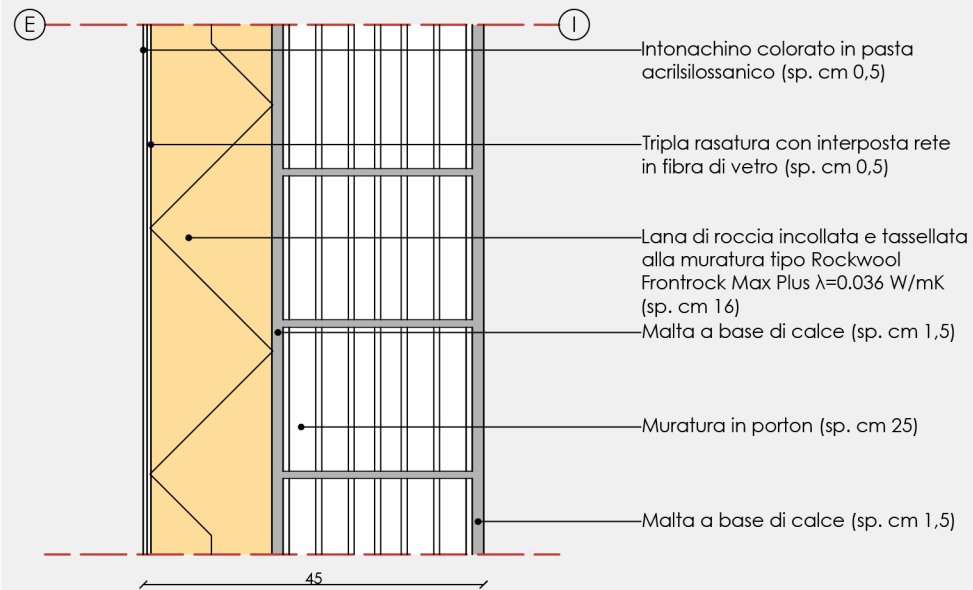 E
I
Intonachino colorato in pasta
acrilsilossanico (sp. cm 0,5)
Tripla rasatura con interposta rete
in fibra di vetro (sp. cm 0,5)
Lana di roccia incollata e tassellata
alla muratura tipo Rockwool
Frontrock Max Plus λ=0.036 W/mK
(sp. cm 16)
Malta a base di calce (sp. cm 1,5)
Muratura in porton (sp. cm 25)
Malta a base di calce (sp. cm 1,5)
45